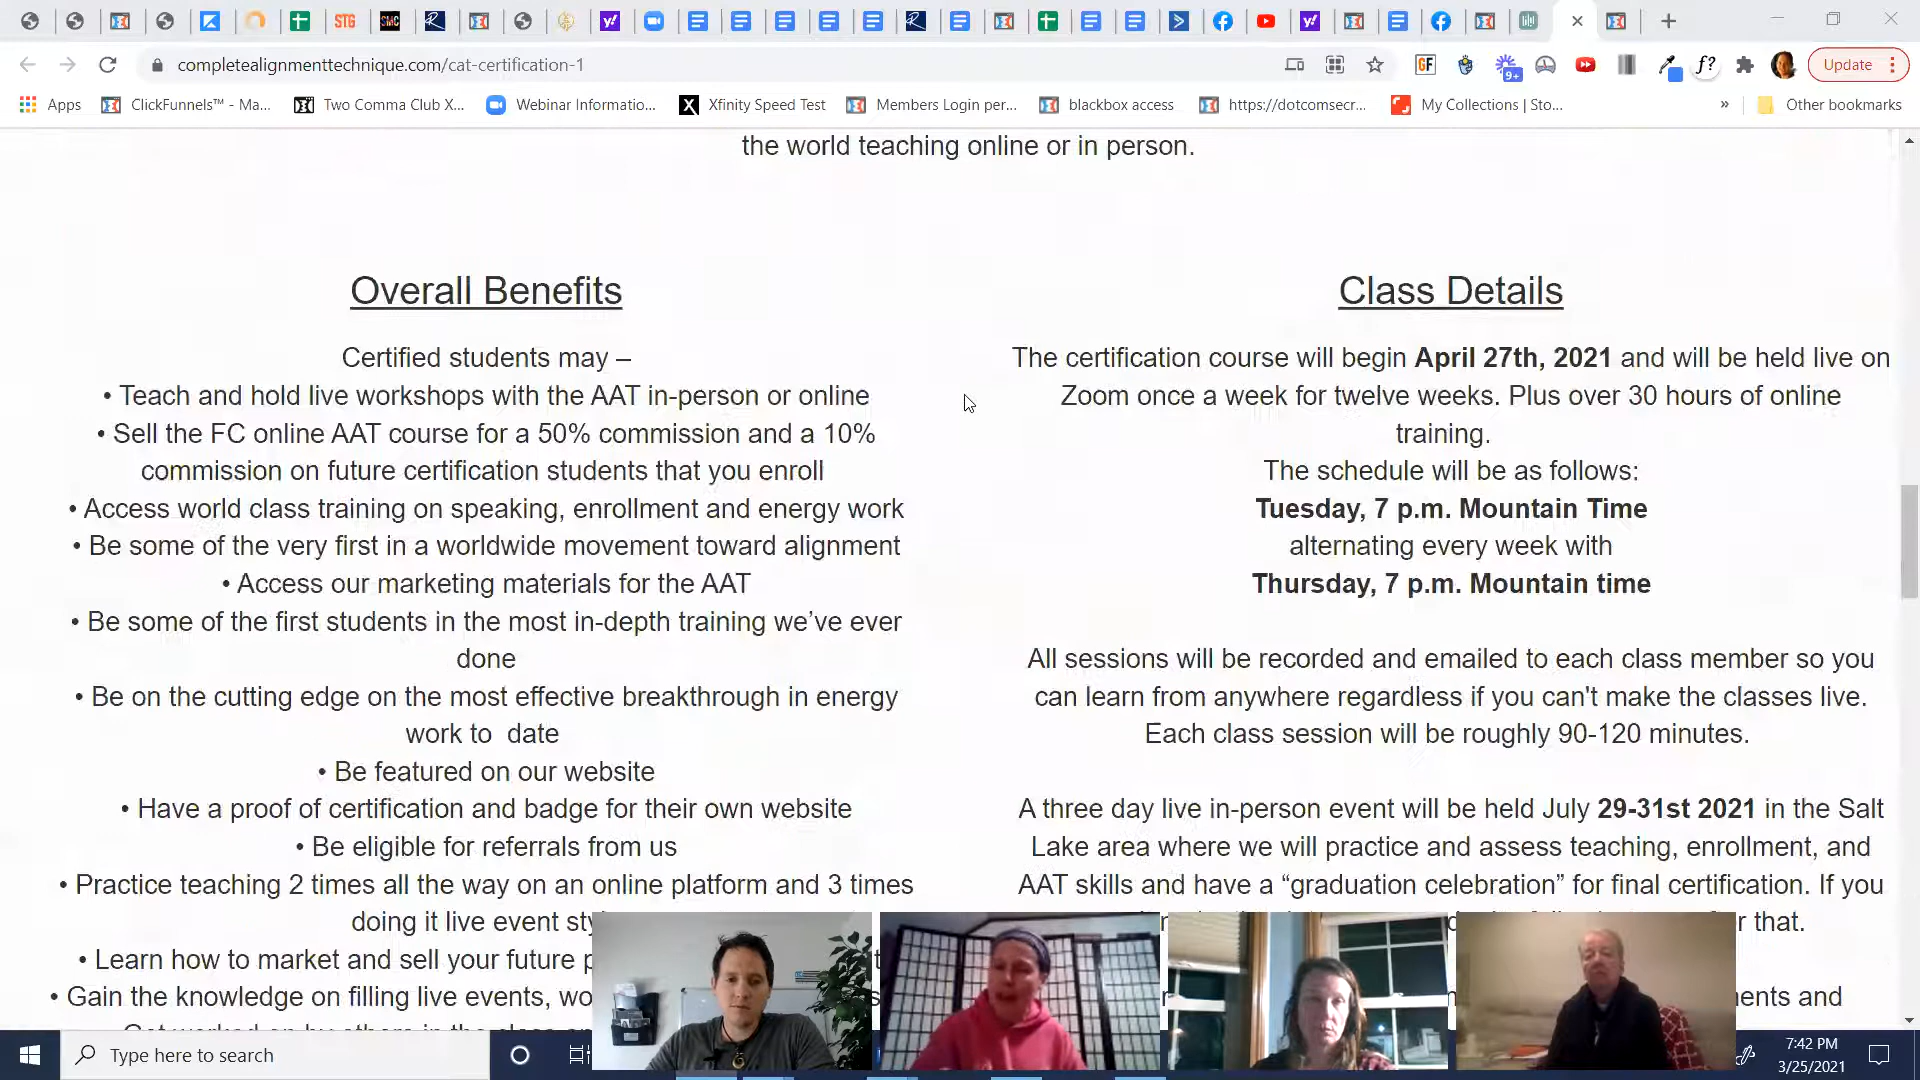 STG
SMC
completealignmenttechnique.com/cat-certification-1
GF
9+
f?
Update
Apps
ClickFunnels™ - Ma...
Two Comma Club X...
Webinar Informatio...
Xfinity Speed Test
Members Login per...
blackbox access
https://dotcomsecr...
My Collections | Sto...
»
Other bookmarks
the world teaching online or in person.
Overall Benefits
Certified students may –
• Teach and hold live workshops with the AAT in-person or online
• Sell the FC online AAT course for a 50% commission and a 10%
commission on future certification students that you enroll
• Access world class training on speaking, enrollment and energy work
• Be some of the very first in a worldwide movement toward alignment
• Access our marketing materials for the AAT
• Be some of the first students in the most in-depth training we’ve ever
done
• Be on the cutting edge on the most effective breakthrough in energy
work to date
• Be featured on our website
• Have a proof of certification and badge for their own website
• Be eligible for referrals from us
• Practice teaching 2 times all the way on an online platform and 3 times
doing it live event
• Learn how to market and sell your future
• Gain the knowledge on filling live events,
Class Details
The certification course will begin April 27th, 2021 and will be held live on
Zoom once a week for twelve weeks. Plus over 30 hours of online
training.
The schedule will be as follows:
Tuesday, 7 p.m. Mountain Time
alternating every week with
Thursday, 7 p.m. Mountain time
All sessions will be recorded and emailed to each class member so you
can learn from anywhere regardless if you can't make the classes live.
Each class session will be roughly 90-120 minutes.
A three day live in-person event will be held July 29-31st 2021 in the Salt
Lake area where we will practice and assess teaching, enrollment, and
AAT skills and have a “graduation celebration” for final certification. If you
that.
and
Type here to search
7:42 PM
3/25/2021